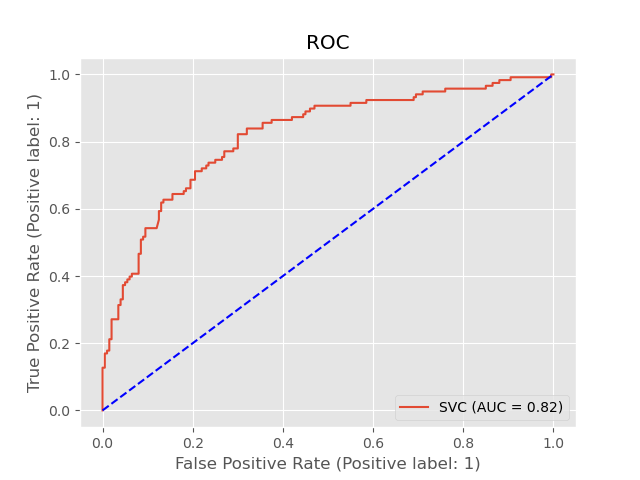 ROC
True Positive Rate (Positive label: 1)
1.0
0.8
0.6
0.4
0.2
0.0
SVC (AUC = 0.82)
0.0 0.2 0.4 0.6 0.8 1.0
False Positive Rate (Positive label: 1)